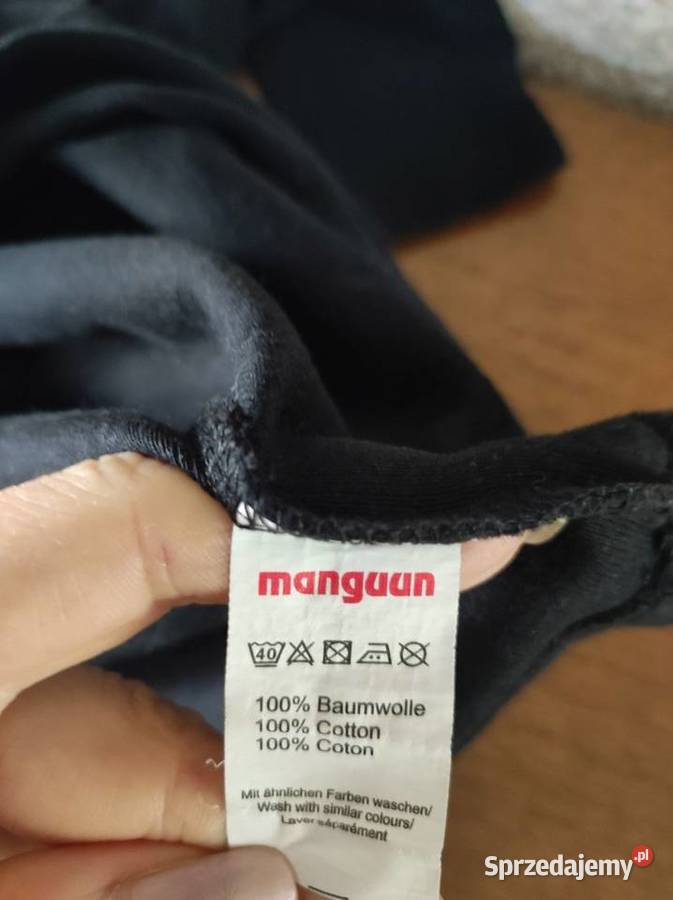 manguun
40
100% Baumwolle
100% Cotton
100% Coton
Mit ähnlichen Farben waschen/
Wash with similar colours/
Laver séparément
Sprzedajemy.pl